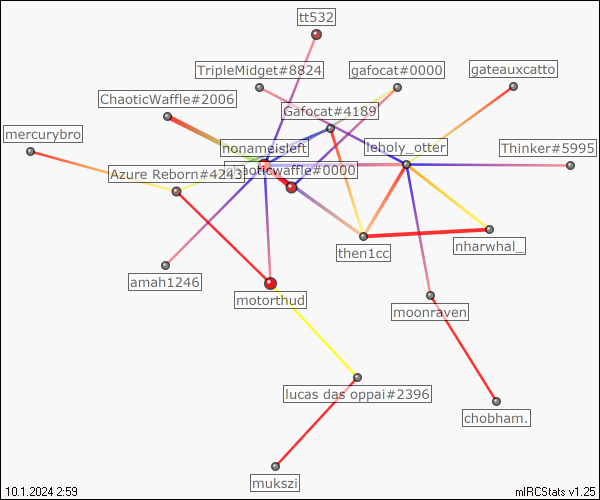 tt532
TripleMidget#8824
gafocat#0000
gateauxcatto
ChaoticWaffle#2006
Gafocat#4189
mercurybro
nonameisleft
leholy_otter
Thinker#5995
Azure Reborn#4243
chaoticwaffle#0000
then1cc
nharwhal_
amah1246
motorthud
moonraven
lucas das oppai#2396
chobham.
mukszi
10.1.2024 2:59
mIRCStats v1.25